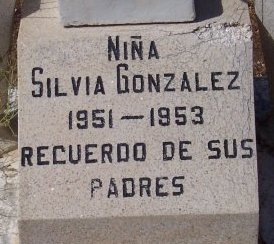 NIÑA
SILVIA GONZALEZ
1951—1953
RECUERDO DE SUS
PADRES